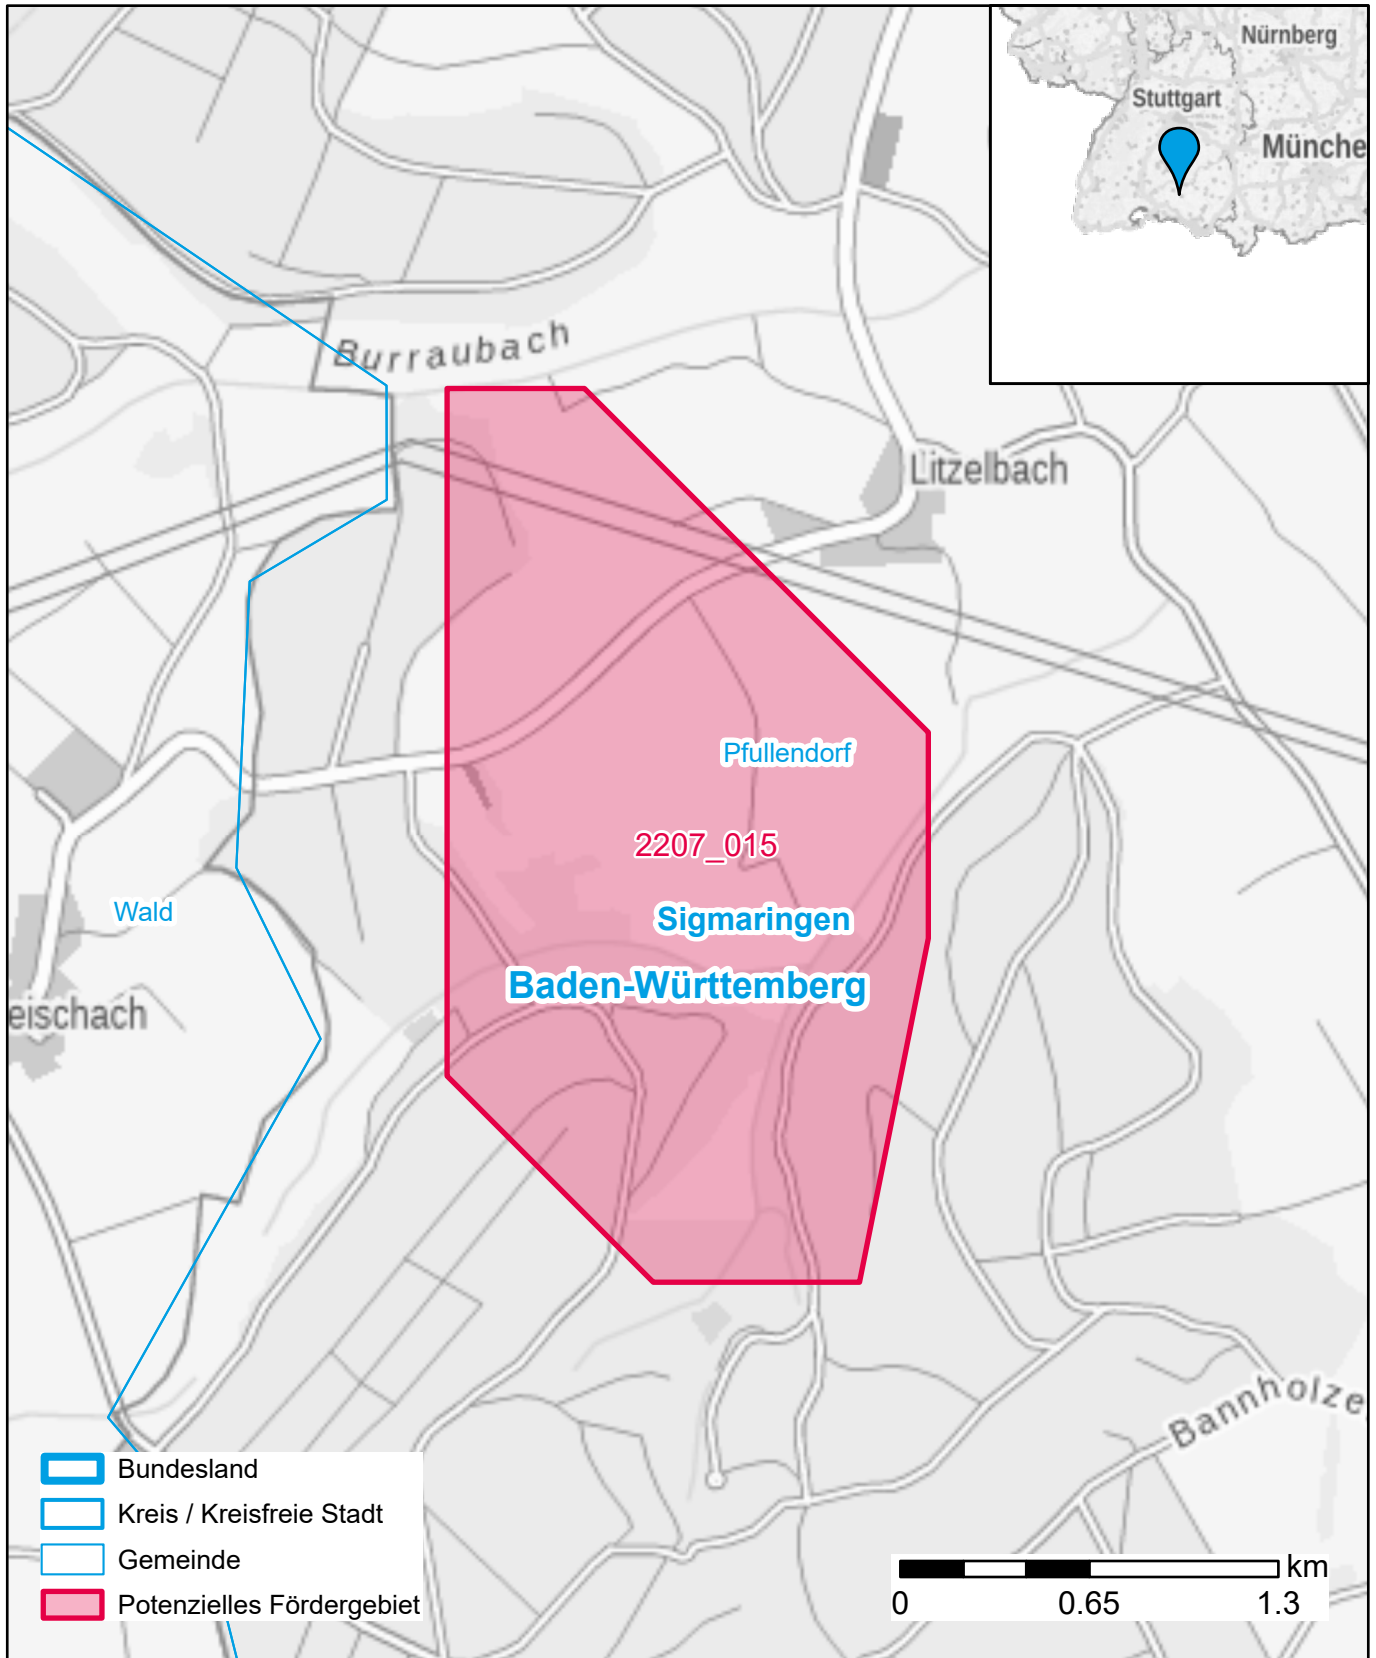 Nürnberg
Stuttgart
Münche
Burraubach
Litzelbach
Pfullendorf
2207_015
Wald
Sigmaringen
Baden-Württemberg
eischach
Bannholze
Bundesland
Kreis / Kreisfreie Stadt
Gemeinde
Potenzielles Fördergebiet
km
0 0.65 1.3